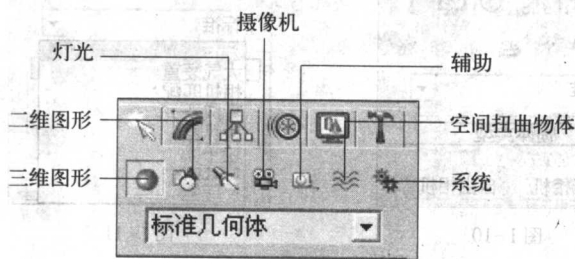 摄像机
灯光
辅助
二维图形
空间扭曲物体
三维图形
系统
标准几何体